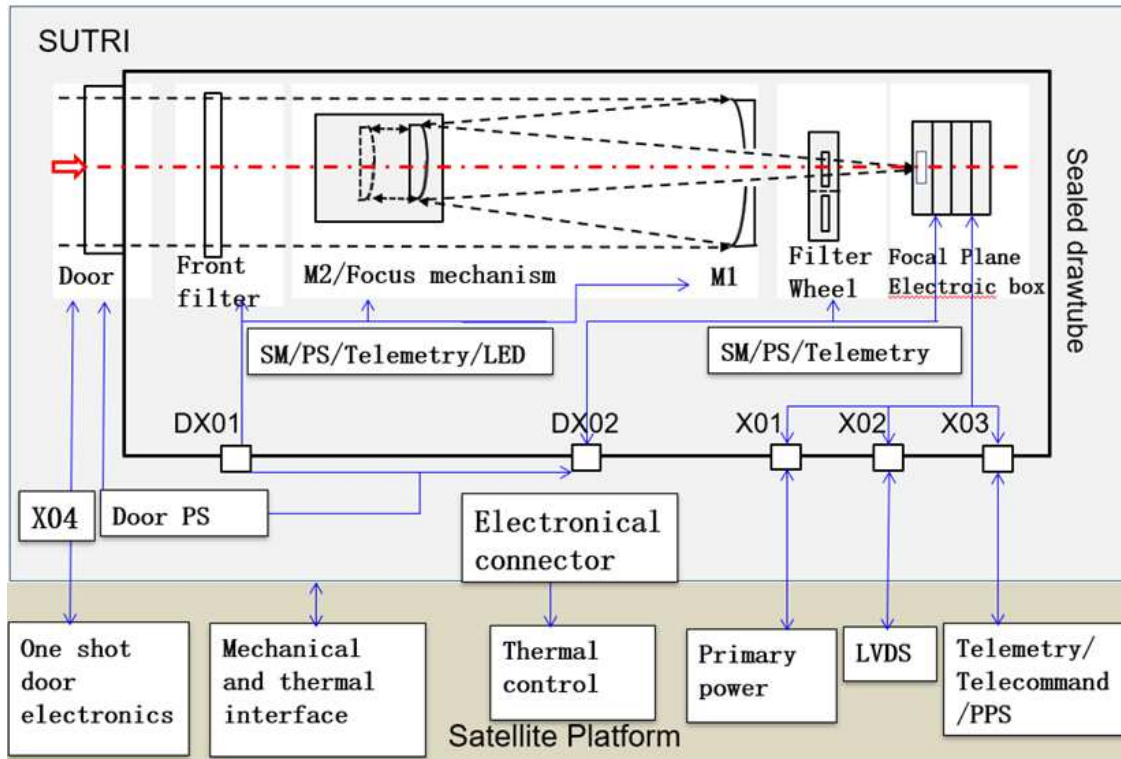 SUTRI
Door
Front
filter
M2/Focus mechanism
M1
Filter
Wheel
Focal Plane
Electroic box
Sealed drawtube
SM/PS/Telemetry/LED
SM/PS/Telemetry
DX01
DX02
X01
X02
X03
X04
Door PS
Electronical
connector
One shot
door
electronics
Mechanical
and thermal
interface
Thermal
control
Primary
power
LVDS
Telemetry/
Telecommand
/PPS
Satellite Platform